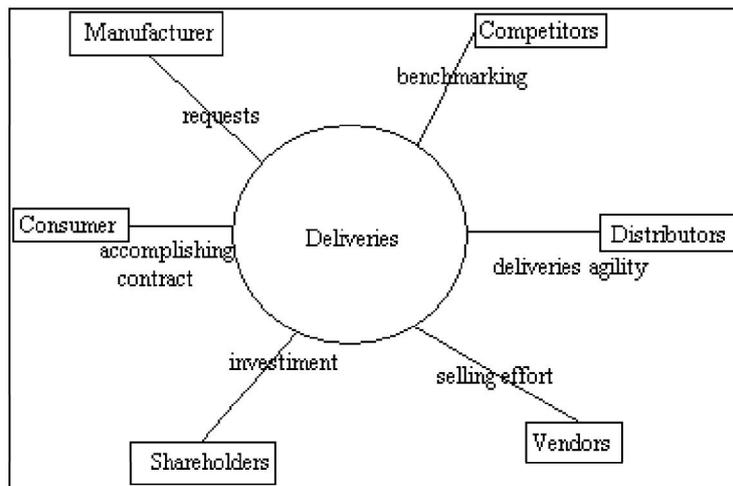 Manufacturer
Competitors
benchmarking
requests
Consumer
accomplishing
contract
Deliveries
Distributors
deliveries agility
investiment
selling effort
Shareholders
Vendors